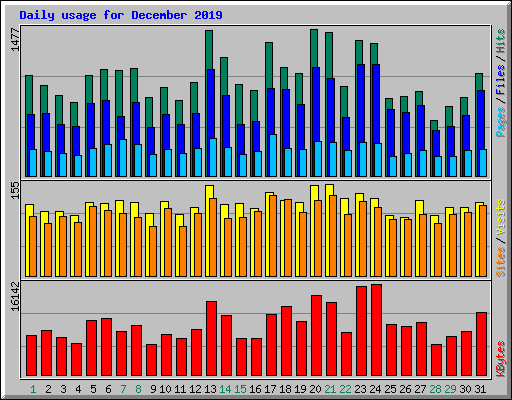 Daily usage for December 2019
1477
Pages / Files / Hits
155
Sites / Visits
16142
KBytes
1 2 3 4 5 6 7 8 9 10 11 12 13 14 15 16 17 18 19 20 21 22 23 24 25 26 27 28 29 30 31